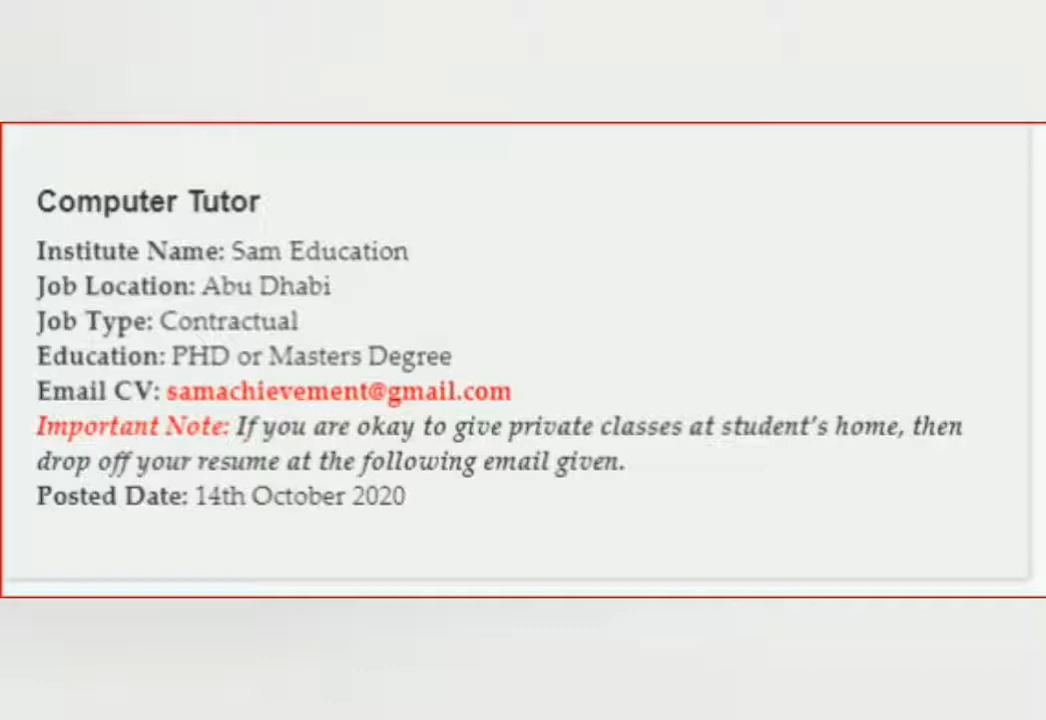 Computer Tutor
Institute Name: Sam Education
Job Location: Abu Dhabi
Job Type: Contractual
Education: PHD or Masters Degree
Email CV: samachievement@gmail.com
Important Note: If you are okay to give private classes at student's home, then
drop off your resume at the following email given.
Posted Date: 14th October 2020